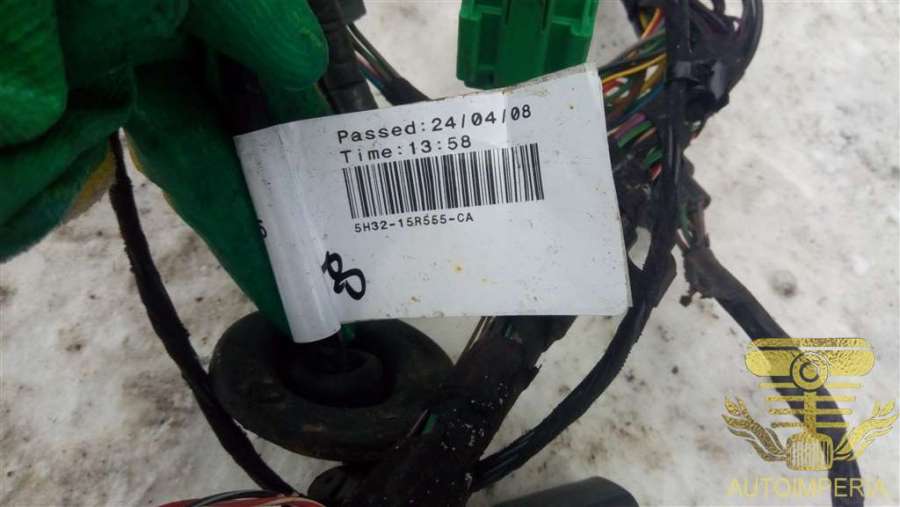 Passed:24/04/08
Time:13:58
5H32-15R555-CA
8
AUTOIMPERIA